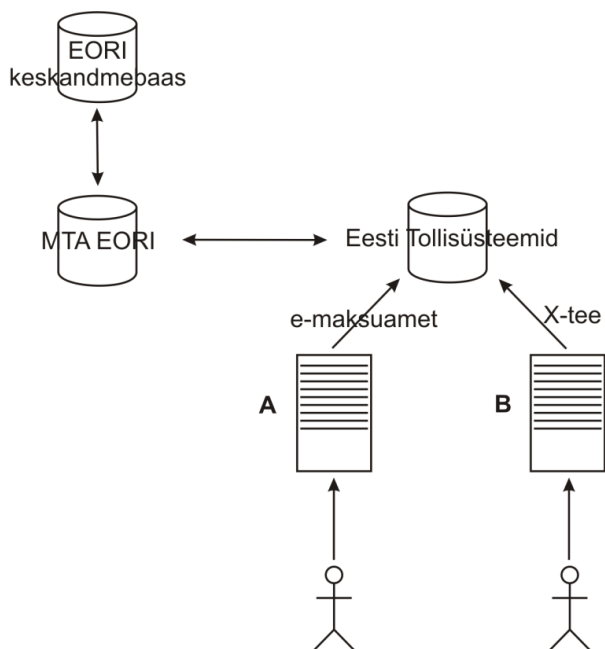 EORI
keskandmebaas
MTA EORI
Eesti Tollisüsteemid
e-maksuamet
X-tee
A
B